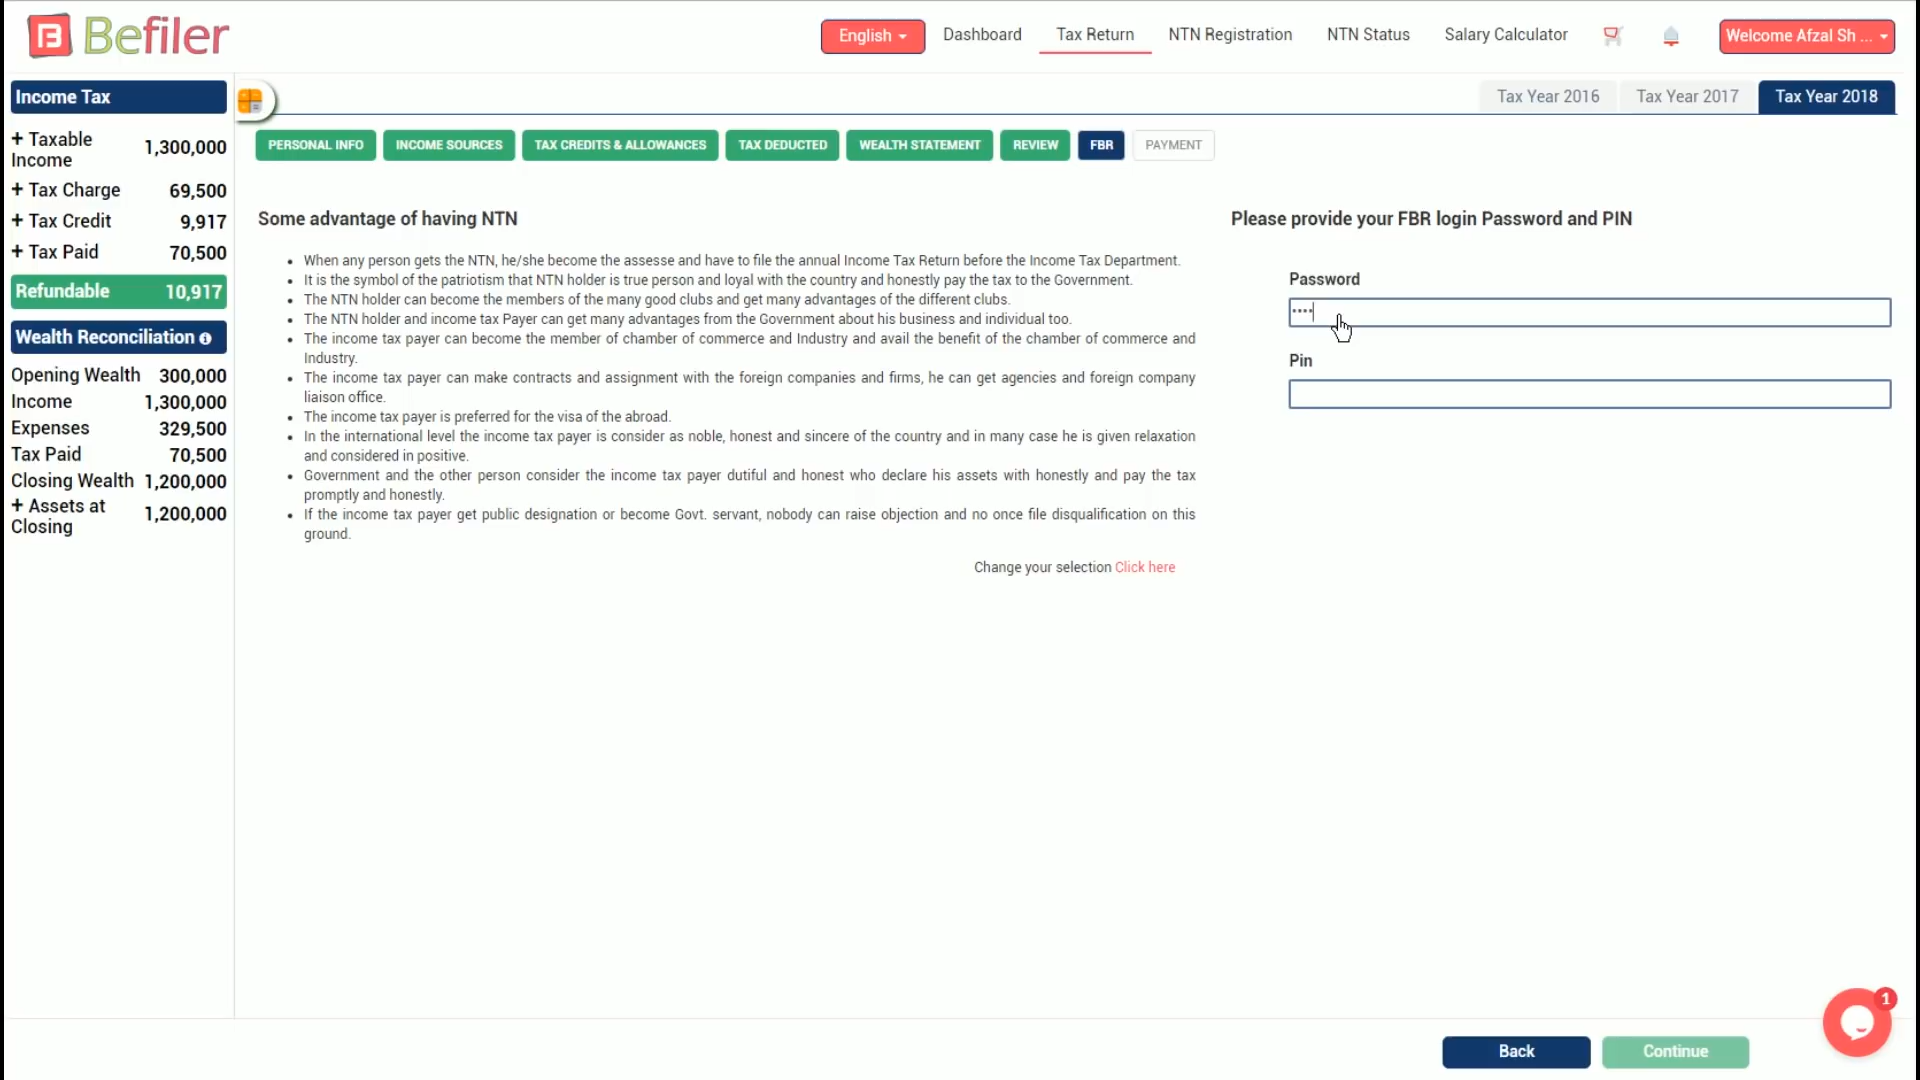 Befiler
English
Dashboard
Tax Return
NTN Registration
NTN Status
Salary Calculator
Welcome Afzal Sh ...
Income Tax
+ Taxable Income 1,300,000
+ Tax Charge 69,500
+ Tax Credit 9,917
+ Tax Paid 70,500
Refundable 10,917
Wealth Reconciliation
Opening Wealth 300,000
Income 1,300,000
Expenses 329,500
Tax Paid 70,500
Closing Wealth 1,200,000
+ Assets at Closing 1,200,000
Tax Year 2016
Tax Year 2017
Tax Year 2018
PERSONAL INFO
INCOME SOURCES
TAX CREDITS & ALLOWANCES
TAX DEDUCTED
WEALTH STATEMENT
REVIEW
FBR
PAYMENT
Some advantage of having NTN
• When any person gets the NTN, he/she become the assesse and have to file the annual Income Tax Return before the Income Tax Department.
• It is the symbol of the patriotism that NTN holder is true person and loyal with the country and honestly pay the tax to the Government.
• The NTN holder can become the members of the many good clubs and get many advantages of the different clubs.
• The NTN holder and income tax Payer can get many advantages from the Government about his business and individual too.
• The income tax payer can become the member of chamber of commerce and Industry and avail the benefit of the chamber of commerce and
Industry.
• The income tax payer can make contracts and assignment with the foreign companies and firms, he can get agencies and foreign company
liaison office.
• The income tax payer is preferred for the visa of the abroad.
• In the international level the income tax payer is consider as noble, honest and sincere of the country and in many case he is given relaxation
and considered in positive.
• Government and the other person consider the income tax payer dutiful and honest who declare his assets with honestly and pay the tax
promptly and honestly.
• If the income tax payer get public designation or become Govt. servant, nobody can raise objection and no once file disqualification on this
ground.
Change your selection Click here
Please provide your FBR login Password and PIN
Password
••••
Pin
Back
Continue
1